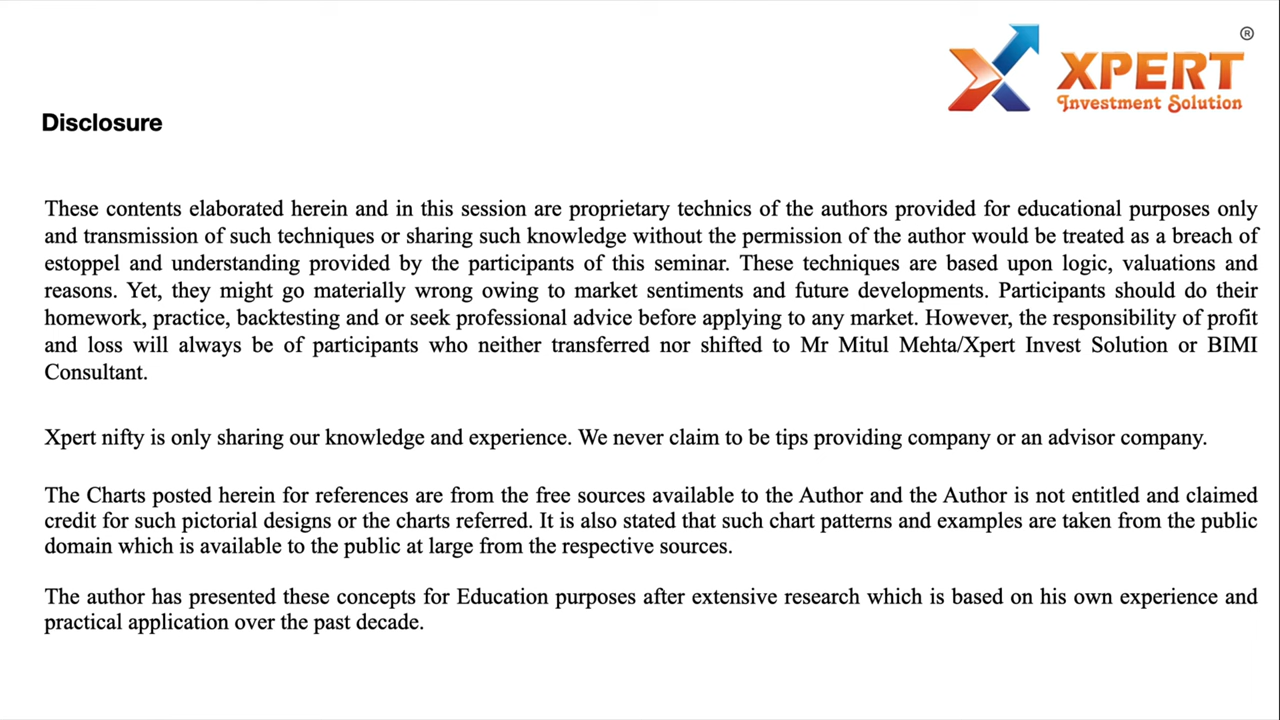 ®
XPERT
Investment Solution
Disclosure
These contents elaborated herein and in this session are proprietary technics of the authors provided for educational purposes only
and transmission of such techniques or sharing such knowledge without the permission of the author would be treated as a breach of
estoppel and understanding provided by the participants of this seminar. These techniques are based upon logic, valuations and
reasons. Yet, they might go materially wrong owing to market sentiments and future developments. Participants should do their
homework, practice, backtesting and or seek professional advice before applying to any market. However, the responsibility of profit
and loss will always be of participants who neither transferred nor shifted to Mr Mitul Mehta/Xpert Invest Solution or BIMI
Consultant.
Xpert nifty is only sharing our knowledge and experience. We never claim to be tips providing company or an advisor company.
The Charts posted herein for references are from the free sources available to the Author and the Author is not entitled and claimed
credit for such pictorial designs or the charts referred. It is also stated that such chart patterns and examples are taken from the public
domain which is available to the public at large from the respective sources.
The author has presented these concepts for Education purposes after extensive research which is based on his own experience and
practical application over the past decade.